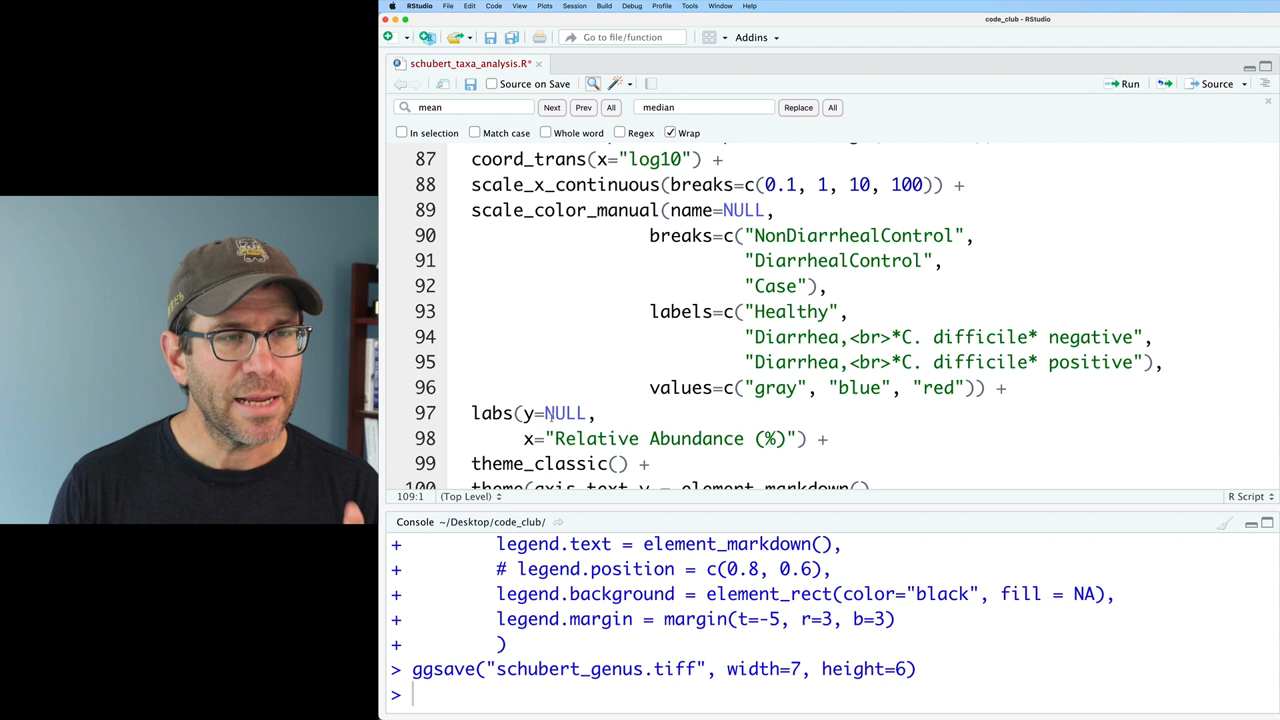 RStudio File Edit Code View Plots Session Build Debug Profile Tools Window Help
code_club - RStudio
Go to file/function Addins
schubert_taxa_analysis.R*
Source on Save Run Source
mean Next Prev All median Replace All
In selection Match case Whole word Regex Wrap
87 coord_trans(x="log10") +
88 scale_x_continuous(breaks=c(0.1, 1, 10, 100)) +
89 scale_color_manual(name=NULL,
90 breaks=c("NonDiarrhealControl",
91 "DiarrhealControl",
92 "Case"),
93 labels=c("Healthy",
94 "Diarrhea,<br>*C. difficile* negative",
95 "Diarrhea,<br>*C. difficile* positive"),
96 values=c("gray", "blue", "red")) +
97 labs(y=NULL,
98 x="Relative Abundance (%)") +
99 theme_classic() +
100 theme(axis.text.y = element_markdown(),
109:1 (Top Level) R Script
Console ~/Desktop/code_club/
+ legend.text = element_markdown(),
+ # legend.position = c(0.8, 0.6),
+ legend.background = element_rect(color="black", fill = NA),
+ legend.margin = margin(t=-5, r=3, b=3)
+ )
> ggsave("schubert_genus.tiff", width=7, height=6)
>